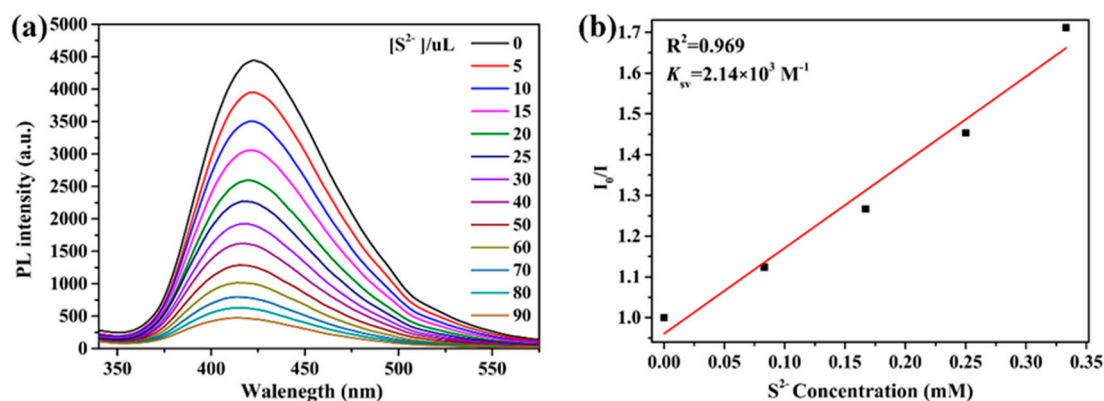 (a)
5000
4500
4000
3500
3000
2500
2000
1500
1000
500
0
PL intensity (a.u.)
350 400 450 500 550
Walenegth (nm)
[S²⁻ ]/uL
0
5
10
15
20
25
30
40
50
60
70
80
90
(b)
1.7
1.6
1.5
1.4
1.3
1.2
1.1
1.0
I₀/I
R²=0.969
Kₛᵥ=2.14×10³ M⁻¹
0.00 0.05 0.10 0.15 0.20 0.25 0.30 0.35
S²⁻ Concentration (mM)